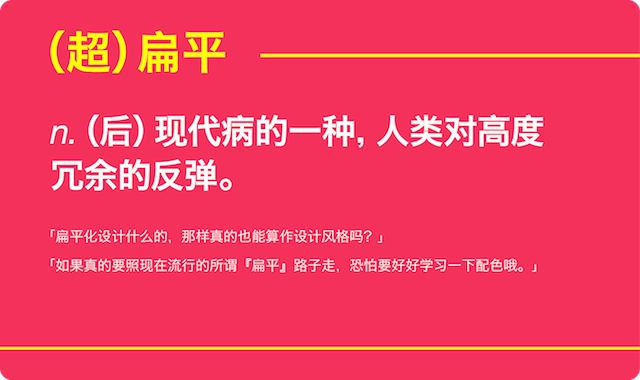 （超）扁平
n.（后）现代病的一种，人类对高度
冗余的反弹。
「扁平化设计什么的，那样真的也能算作设计风格吗？」
「如果真的要照现在流行的所谓『扁平』路子走，恐怕要好好学习一下配色哦。」